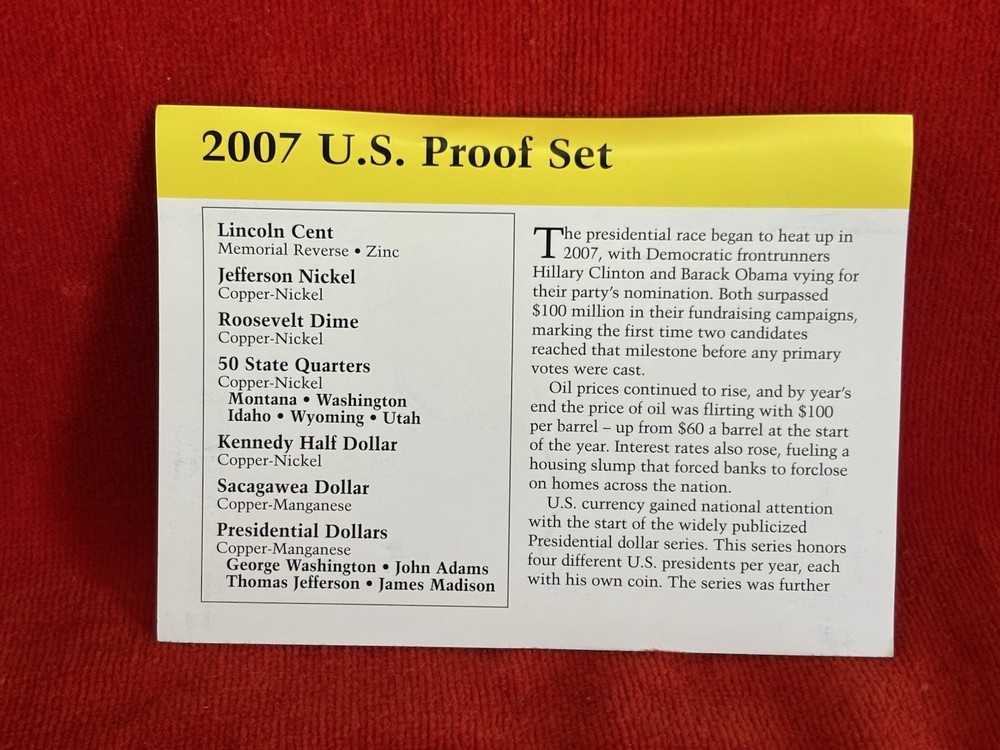 2007 U.S. Proof Set
Lincoln Cent
Memorial Reverse • Zinc
Jefferson Nickel
Copper-Nickel
Roosevelt Dime
Copper-Nickel
50 State Quarters
Copper-Nickel
Montana • Washington
Idaho • Wyoming • Utah
Kennedy Half Dollar
Copper-Nickel
Sacagawea Dollar
Copper-Manganese
Presidential Dollars
Copper-Manganese
George Washington • John Adams
Thomas Jefferson • James Madison
The presidential race began to heat up in
2007, with Democratic frontrunners
Hillary Clinton and Barack Obama vying for
their party's nomination. Both surpassed
$100 million in their fundraising campaigns,
marking the first time two candidates
reached that milestone before any primary
votes were cast.
Oil prices continued to rise, and by year's
end the price of oil was flirting with $100
per barrel – up from $60 a barrel at the start
of the year. Interest rates also rose, fueling a
housing slump that forced banks to forclose
on homes across the nation.
U.S. currency gained national attention
with the start of the widely publicized
Presidential dollar series. This series honors
four different U.S. presidents per year, each
with his own coin. The series was further